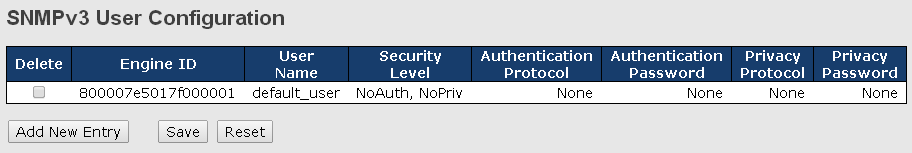 SNMPv3 User Configuration
Delete Engine ID User Name Security Level Authentication Protocol Authentication Password Privacy Protocol Privacy Password
800007e5017f000001 default_user NoAuth, NoPriv None None None None
Add New Entry Save Reset